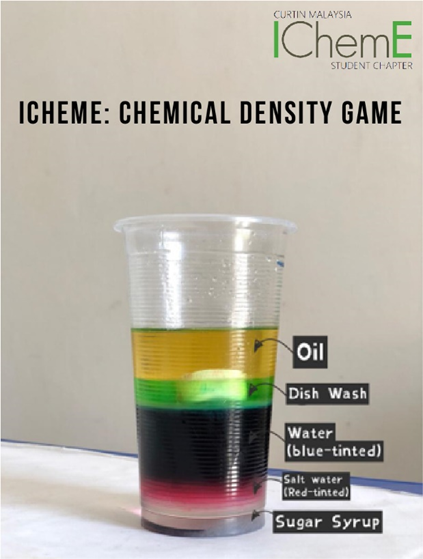 CURTIN MALAYSIA
IChemE
STUDENT CHAPTER
ICHEME: CHEMICAL DENSITY GAME
Oil
Dish Wash
Water
(blue-tinted)
Salt water
(Red-tinted)
Sugar Syrup